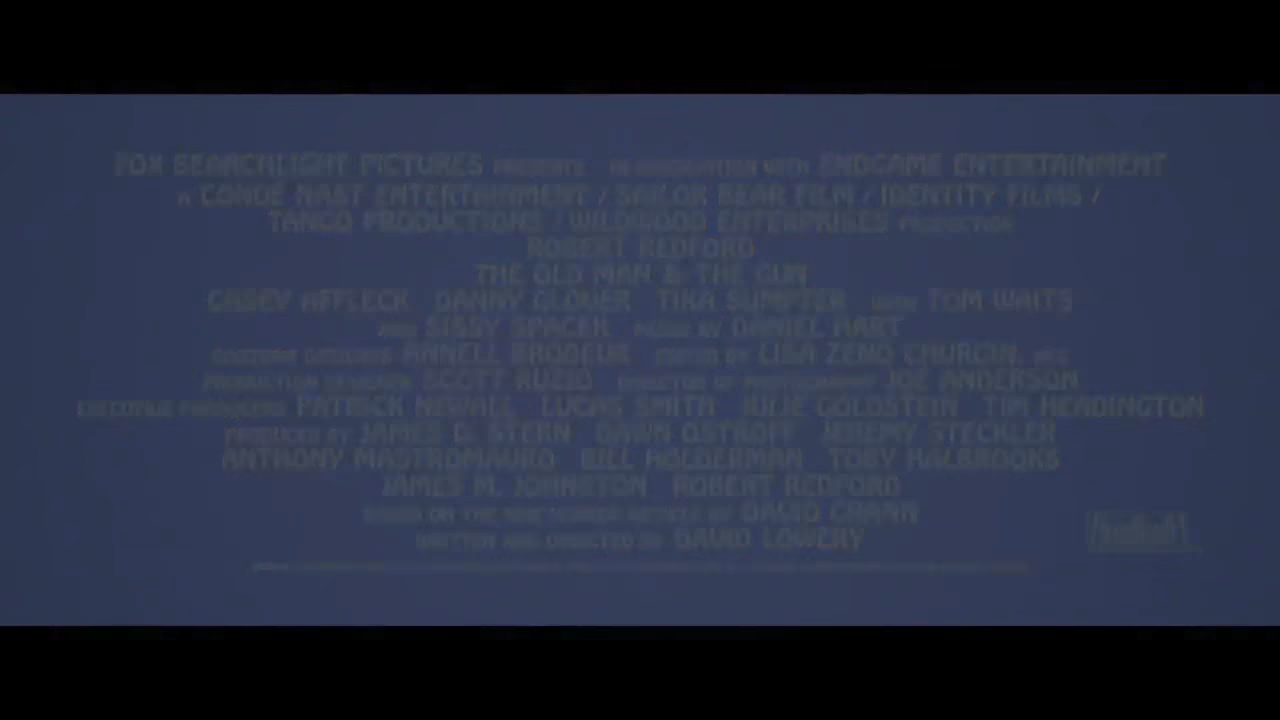 FOX SEARCHLIGHT PICTURES PRESENTS IN ASSOCIATION WITH ENDGAME ENTERTAINMENT
A CONDE NAST ENTERTAINMENT / SAILOR BEAR FILM / IDENTITY FILMS /
TANGO PRODUCTIONS / WILDWOOD ENTERPRISES PRODUCTION
ROBERT REDFORD
THE OLD MAN & THE GUN
CASEY AFFLECK DANNY GLOVER TIKA SUMPTER WITH TOM WAITS
AND SISSY SPACEK MUSIC BY DANIEL HART
COSTUME DESIGNER ANNELL BRODEUR EDITED BY LISA ZENO CHURGIN,
PRODUCTION DESIGNER SCOTT KUZIO DIRECTOR OF PHOTOGRAPHY JOE ANDERSON
EXECUTIVE PRODUCERS PATRICK NEWALL LUCAS SMITH JULIE GOLDSTEIN TIM HEADINGTON
PRODUCED BY JAMES D. STERN DAWN OSTROFF JEREMY STECKLER
ANTHONY MASTROMAURO BILL HOLDERMAN TOBY HALBROOKS
JAMES M. JOHNSTON ROBERT REDFORD
BASED ON THE NEW YORKER ARTICLE BY DAVID GRANN
WRITTEN AND DIRECTED BY DAVID LOWERY